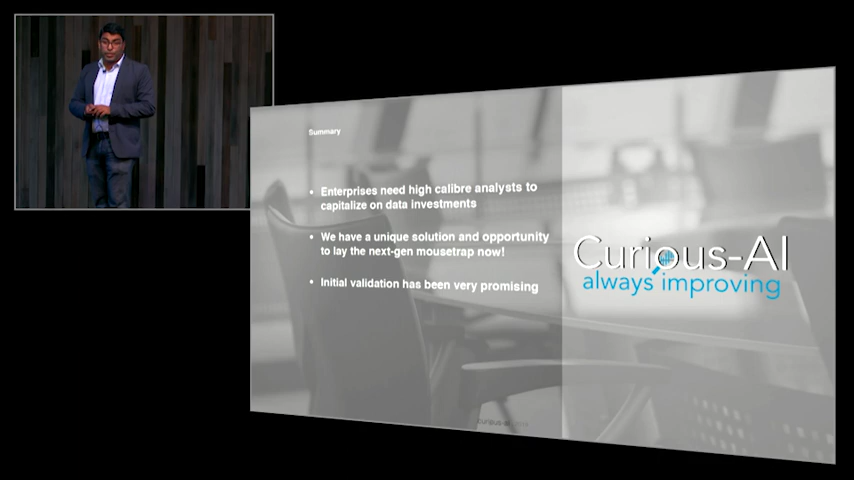 Summary
• Enterprises need high calibre analysts to
capitalize on data investments
• We have a unique solution and opportunity
to lay the next-gen mousetrap now!
• Initial validation has been very promising
Curious-AI
always improving